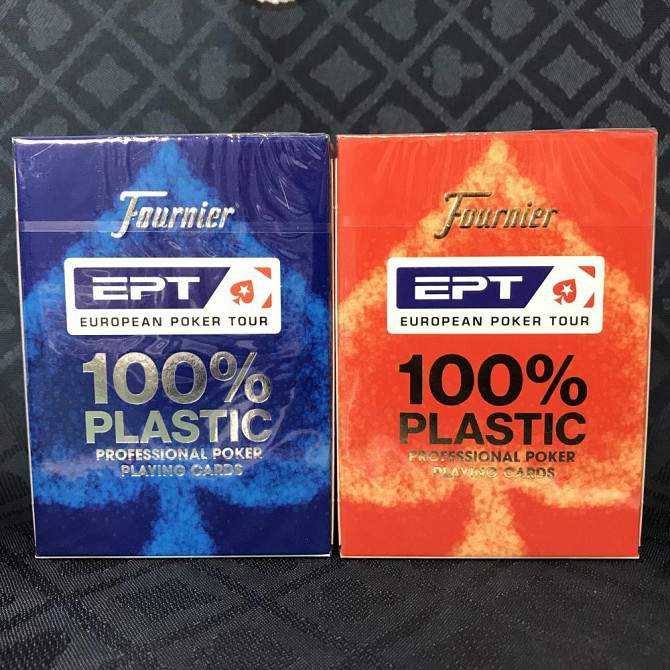 Fournier
EPT
EUROPEAN POKER TOUR
100%
PLASTIC
PROFESSIONAL POKER
PLAYING CARDS
Fournier
EPT
EUROPEAN POKER TOUR
100%
PLASTIC
PROFESSIONAL POKER
PLAYING CARDS